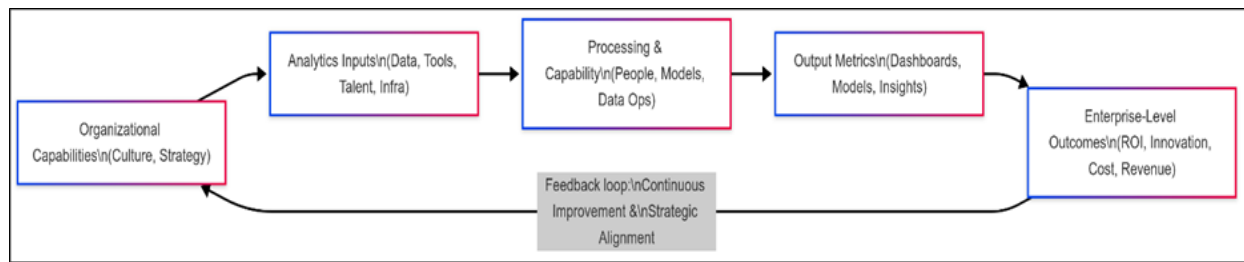 Organizational
Capabilities\n(Culture, Strategy)
Analytics Inputs\n(Data, Tools,
Talent, Infra)
Processing &
Capability\n(People, Models,
Data Ops)
Output Metrics\n(Dashboards,
Models, Insights)
Enterprise-Level
Outcomes\n(ROI, Innovation,
Cost, Revenue)
Feedback loop:\nContinuous
Improvement &\nStrategic
Alignment